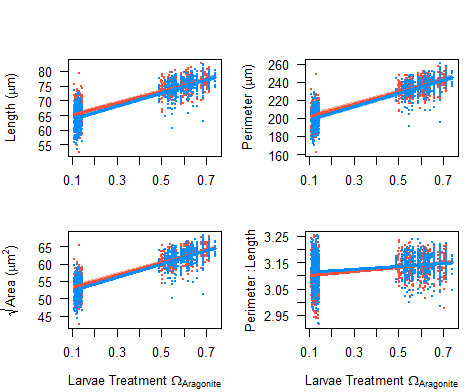 Length (μm)
80
75
70
65
60
55
0.1 0.3 0.5 0.7
Perimeter (μm)
260
240
220
200
180
160
0.1 0.3 0.5 0.7
√Area (μm²)
65
60
55
50
45
0.1 0.3 0.5 0.7
Larvae Treatment ΩAragonite
Perimeter :Length
3.25
3.15
3.05
2.95
0.1 0.3 0.5 0.7
Larvae Treatment ΩAragonite